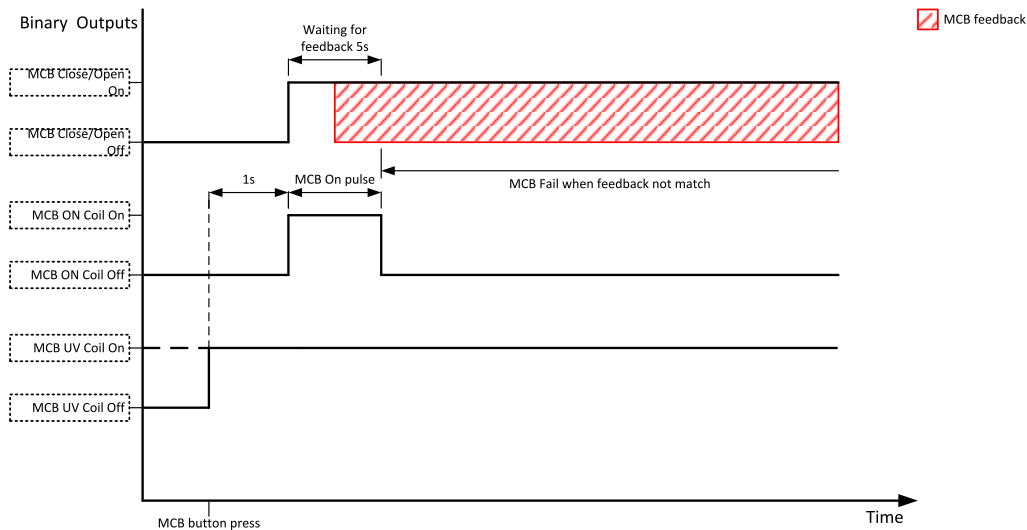 Binary Outputs
MCB feedback
Waiting for
feedback 5s
MCB Close/Open
On
MCB Close/Open
Off
1s
MCB On pulse
MCB Fail when feedback not match
MCB ON Coil On
MCB ON Coil Off
MCB UV Coil On
MCB UV Coil Off
Time
MCB button press